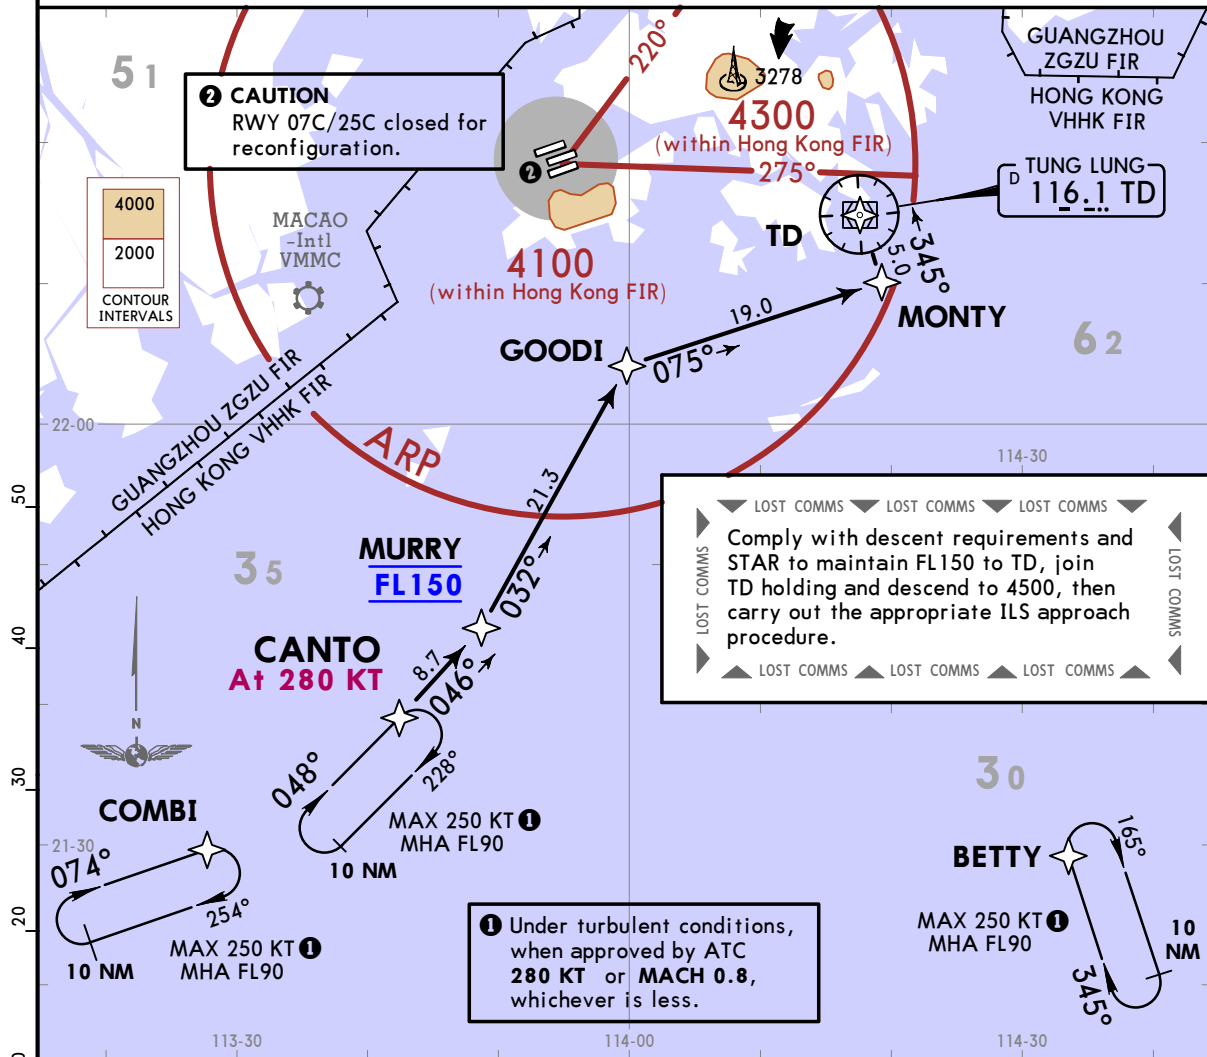 GUANGZHOU
ZGZU FIR
HONG KONG
VHHK FIR
5 1
220°
3278
❷ CAUTION
RWY 07C/25C closed for
reconfiguration.
4300
(within Hong Kong FIR)
275°
❷
D TUNG LUNG
116.1 TD
4000
2000
CONTOUR
INTERVALS
MACAO
-Intl
VMMC
TD
4100
(within Hong Kong FIR)
5.0
345°
MONTY
19.0
6 2
GOODI
075°
GUANGZHOU ZGZU FIR
HONG KONG VHHK FIR
22-00
ARP
114-30
21.3
50
LOST COMMS LOST COMMS LOST COMMS
LOST COMMS
Comply with descent requirements and
STAR to maintain FL150 to TD, join
TD holding and descend to 4500, then
carry out the appropriate ILS approach
procedure.
LOST COMMS
LOST COMMS LOST COMMS LOST COMMS
3 5
MURRY
FL150
032°
40
CANTO
At 280 KT
8.7
046°
N
048°
228°
30
3 0
COMBI
MAX 250 KT ❶
MHA FL90
10 NM
21-30
074°
254°
MAX 250 KT ❶
MHA FL90
10 NM
20
BETTY
165°
MAX 250 KT ❶
MHA FL90
10
NM
345°
❶ Under turbulent conditions,
when approved by ATC
280 KT or MACH 0.8,
whichever is less.
113-30
114-00
114-30